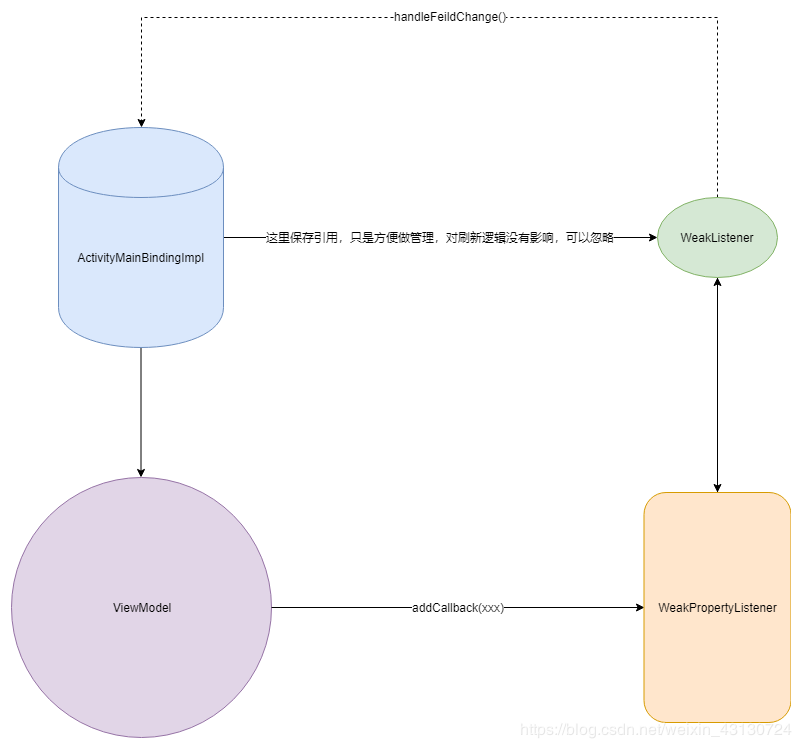 handleFeildChange()
ActivityMainBindingImpl
这里保存引用，只是方便做管理，对刷新逻辑没有影响，可以忽略
WeakListener
ViewModel
addCallback(xxx)
WeakPropertyListener
https://blog.csdn.net/weixin_43130724